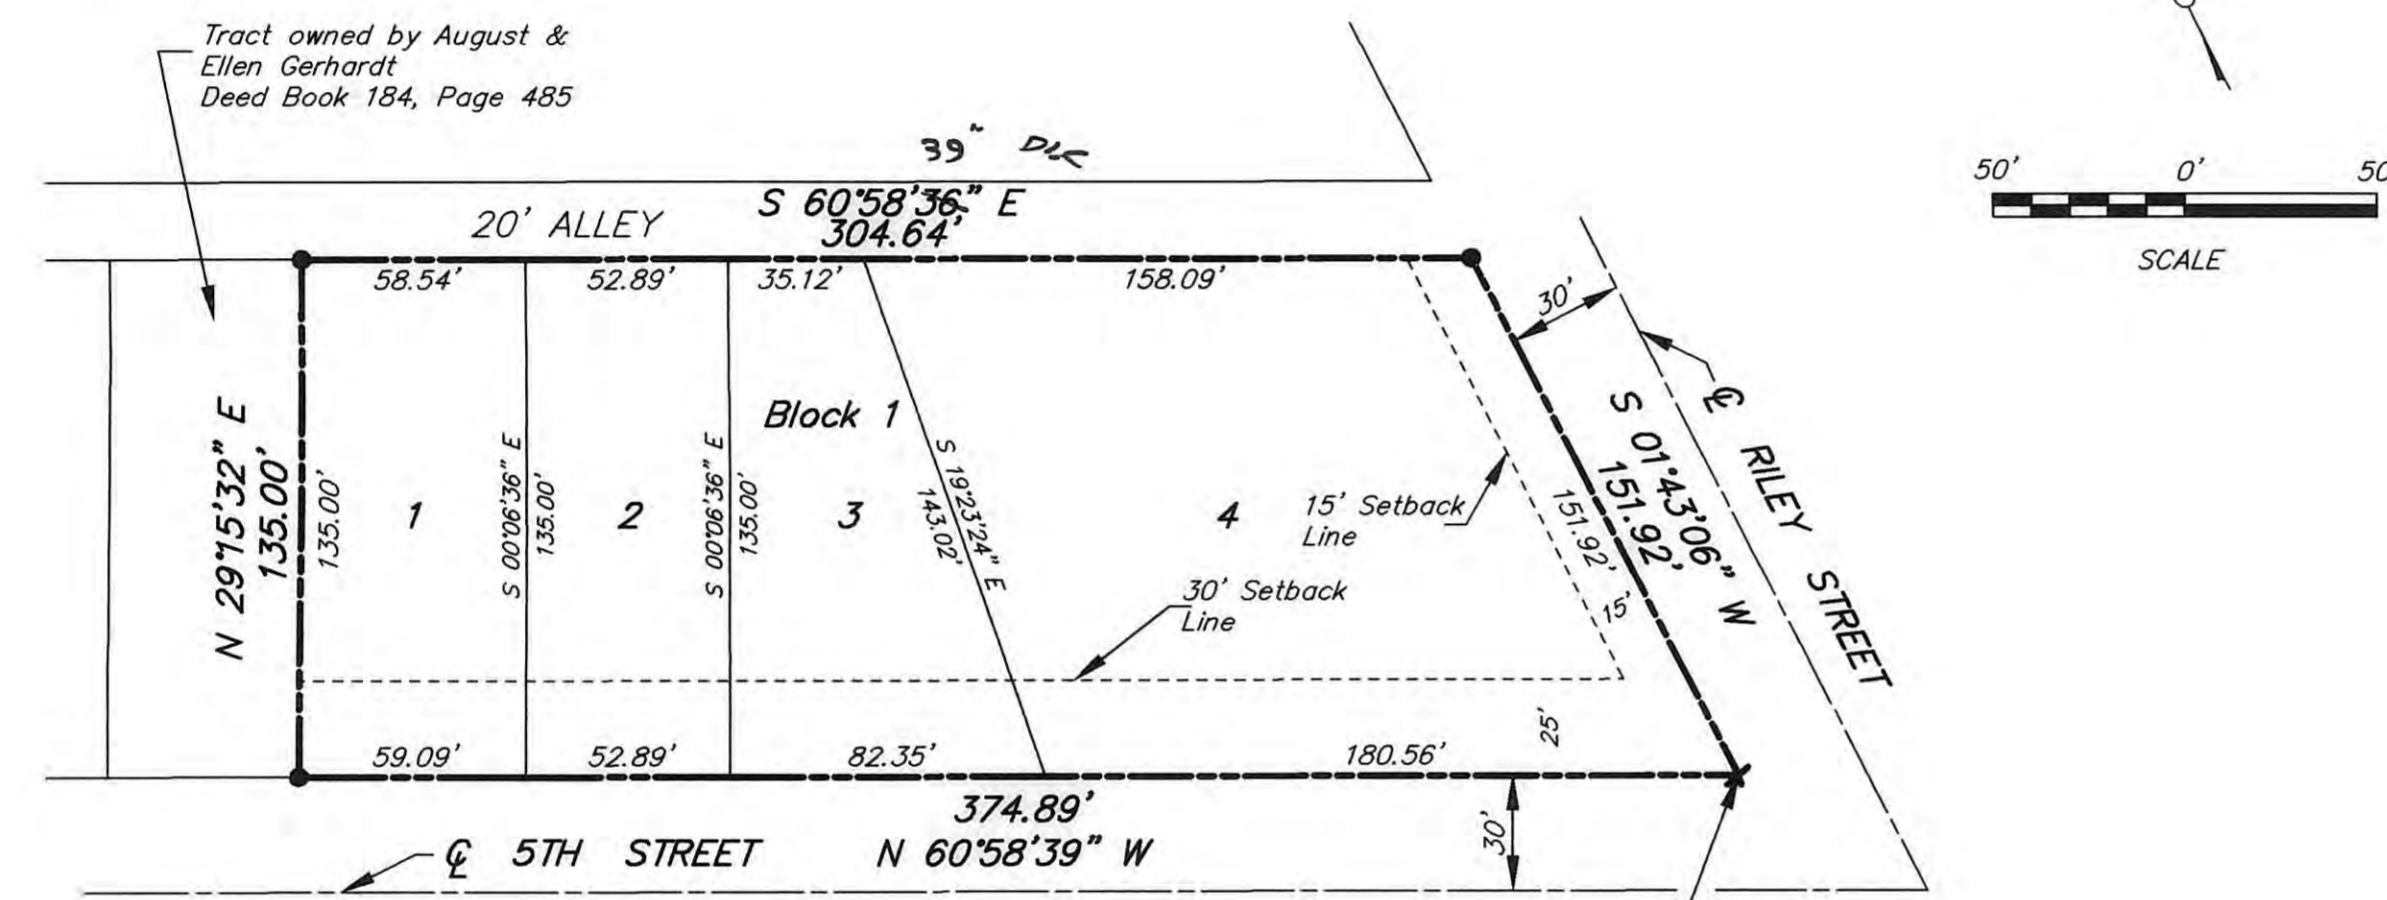 Tract owned by August &
Ellen Gerhardt
Deed Book 184, Page 485
39"
S 60°58'36" E
304.64'
20' ALLEY
58.54'
52.89'
35.12'
158.09'
50'
0'
50
SCALE
30'
℄ RILEY STREET
S 01°43'06" W
151.92'
151.92'
N 29°15'32" E
135.00'
135.00'
1
S 00°06'36" E
135.00'
2
S 00°06'36" E
135.00'
Block 1
3
S 19°23'24" E
143.02'
4
15' Setback
Line
15'
30' Setback
Line
25'
59.09'
52.89'
82.35'
180.56'
374.89'
℄ 5TH STREET
N 60°58'39" W
30'